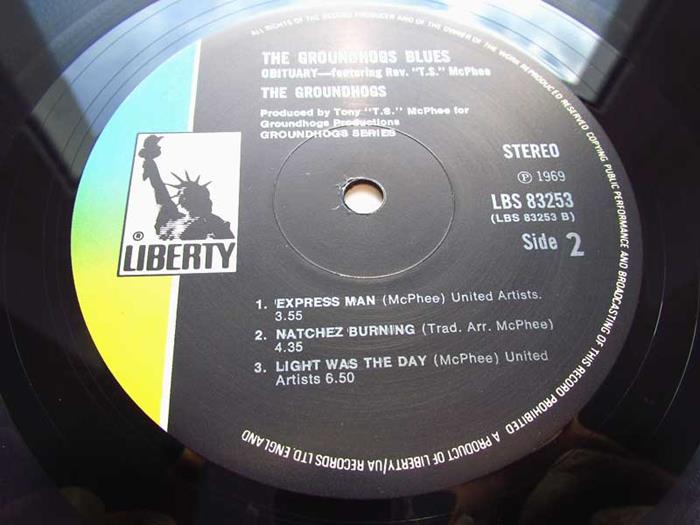 ALL RIGHTS OF THE RECORD PRODUCER AND OF THE OWNER OF THE WORK REPRODUCED RESERVED COPYING PUBLIC PERFORMANCE AND BROADCASTING OF THIS RECORD PROHIBITED A PRODUCT OF LIBERTY/UA RECORDS LTD. ENGLAND
THE GROUNDHOGS BLUES
OBITUARY—featuring Rev. "T.S." McPhee
THE GROUNDHOGS
Produced by Tony "T.S." McPhee for
Groundhogs Productions
GROUNDHOGS SERIES
STEREO
Ⓟ 1969
LBS 83253
(LBS 83253 B)
Side 2
® LIBERTY
1. EXPRESS MAN (McPhee) United Artists.
3.55
2. NATCHEZ BURNING (Trad. Arr. McPhee)
4.35
3. LIGHT WAS THE DAY (McPhee) United
Artists 6.50